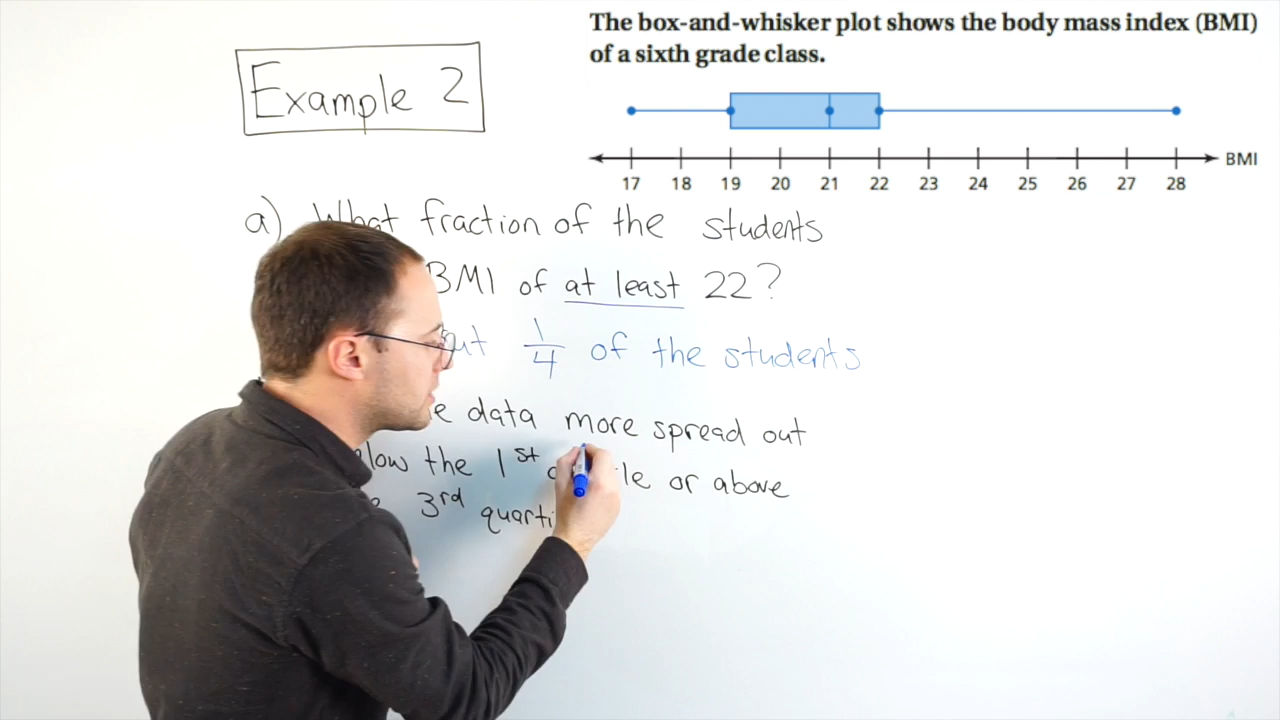 The box-and-whisker plot shows the body mass index (BMI)
of a sixth grade class.
Example 2
BMI
17 18 19 20 21 22 23 24 25 26 27 28
a) What fraction of the students
BMI of at least 22?
1/4 of the students
data more spread out
the 1st or above
3rd